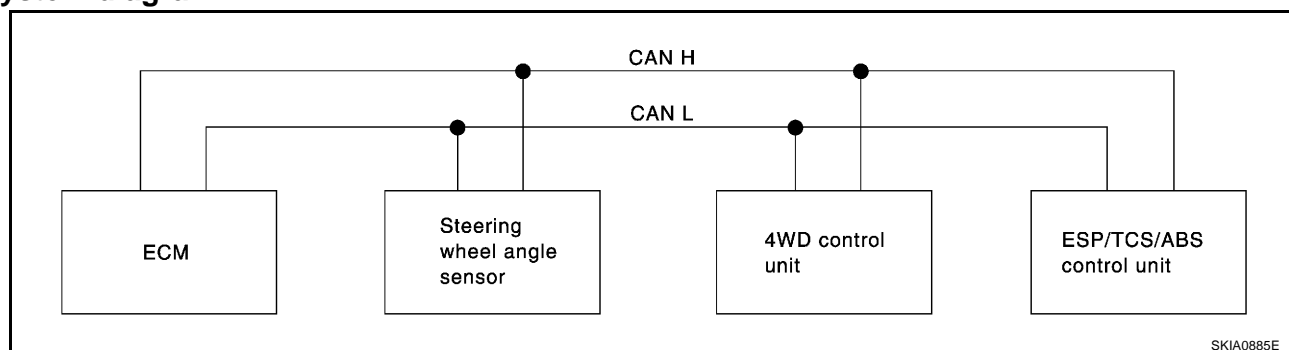 CAN H
CAN L
ECM
Steering
wheel angle
sensor
4WD control
unit
ESP/TCS/ABS
control unit
SKIA0885E